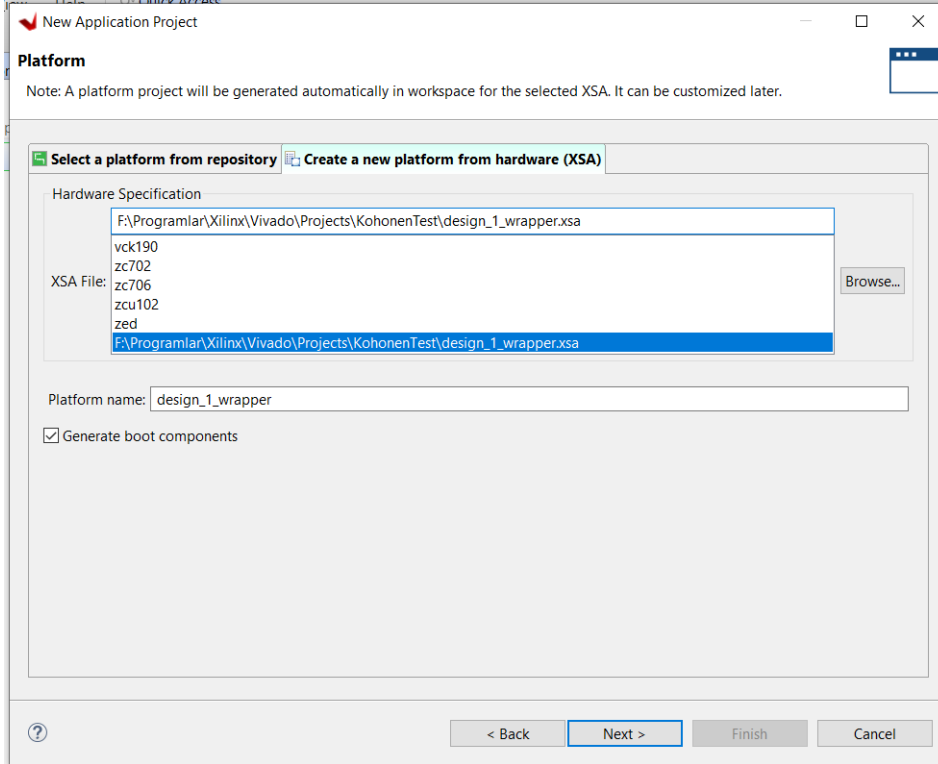 Help
Quick Access
New Application Project
Platform
Note: A platform project will be generated automatically in workspace for the selected XSA. It can be customized later.
Select a platform from repository
Create a new platform from hardware (XSA)
Hardware Specification
F:\Programlar\Xilinx\Vivado\Projects\KohonenTest\design_1_wrapper.xsa
vck190
zc702
XSA File:
zc706
Browse...
zcu102
zed
F:\Programlar\Xilinx\Vivado\Projects\KohonenTest\design_1_wrapper.xsa
Platform name: design_1_wrapper
Generate boot components
?
< Back
Next >
Finish
Cancel